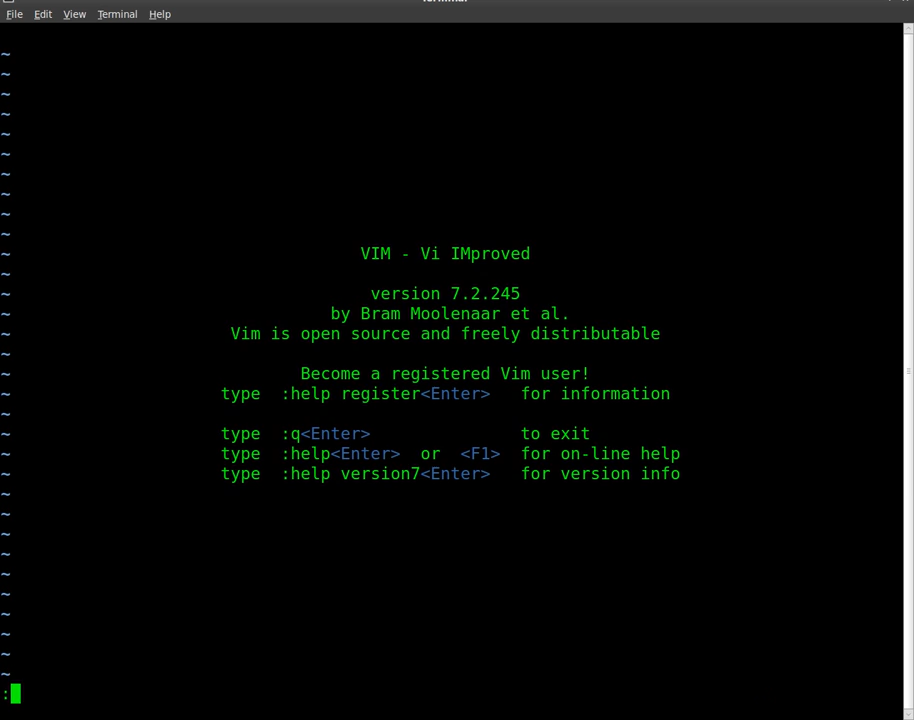 File Edit View Terminal Help
~
~
~
~
~
~
~
~
~
~
~ VIM - Vi IMproved
~
~ version 7.2.245
~ by Bram Moolenaar et al.
~ Vim is open source and freely distributable
~
~ Become a registered Vim user!
~ type :help register<Enter> for information
~
~ type :q<Enter> to exit
~ type :help<Enter> or <F1> for on-line help
~ type :help version7<Enter> for version info
~
~
~
~
~
~
~
~
~
~
: